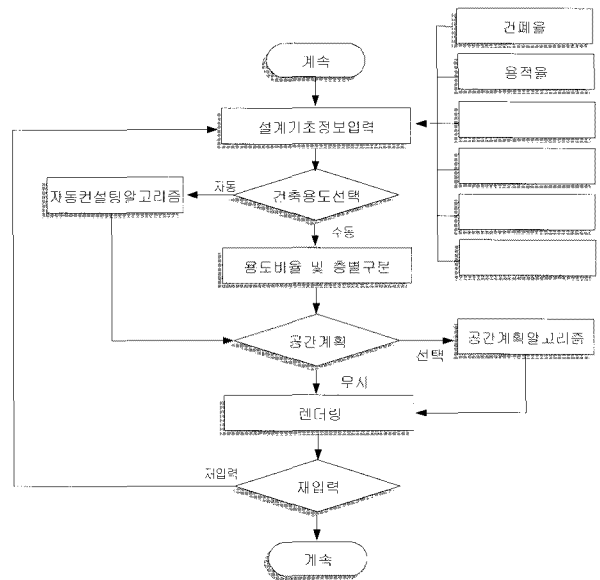 건폐율
계속
용적율
설계기초정보입력
자동
자동컨설팅알고리즘
건축용도선택
수동
용도비율 및 층별구분
공간계획
공간계획알고리즘
선택
무시
렌더링
재입력
재입력
계속